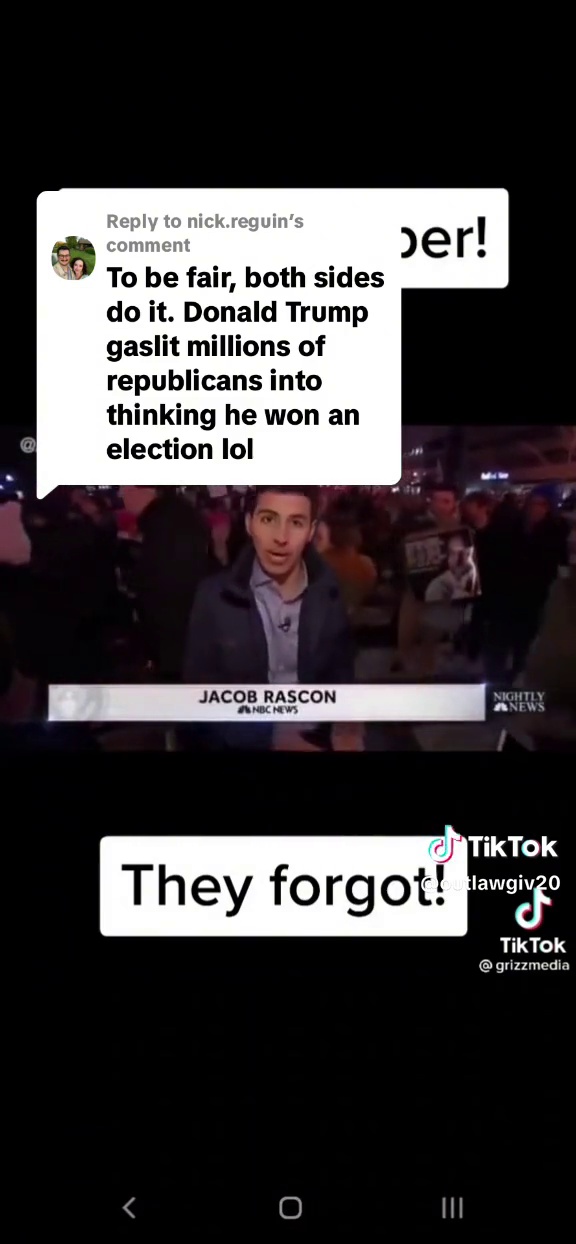 Reply to nick.reguin's
comment
To be fair, both sides
do it. Donald Trump
gaslit millions of
republicans into
thinking he won an
election lol
ber!
@
JACOB RASCON
NBC NEWS
NIGHTLY
NEWS
They forgot!
TikTok
@outlawgiv20
TikTok
@grizzmedia